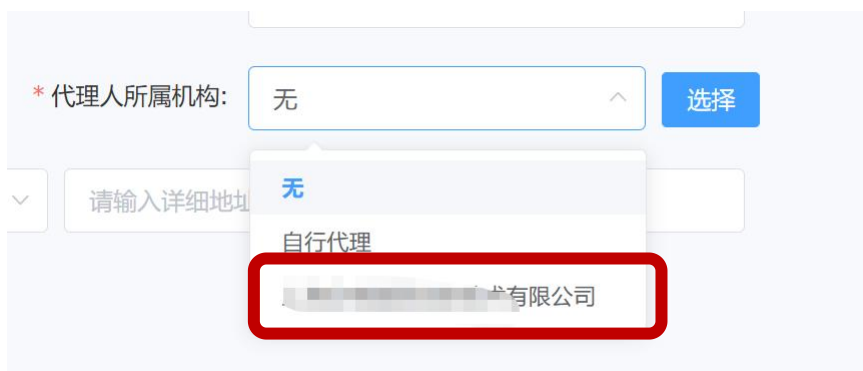 * 代理人所属机构:
无
选择
请输入详细地址
无
自行代理
术有限公司